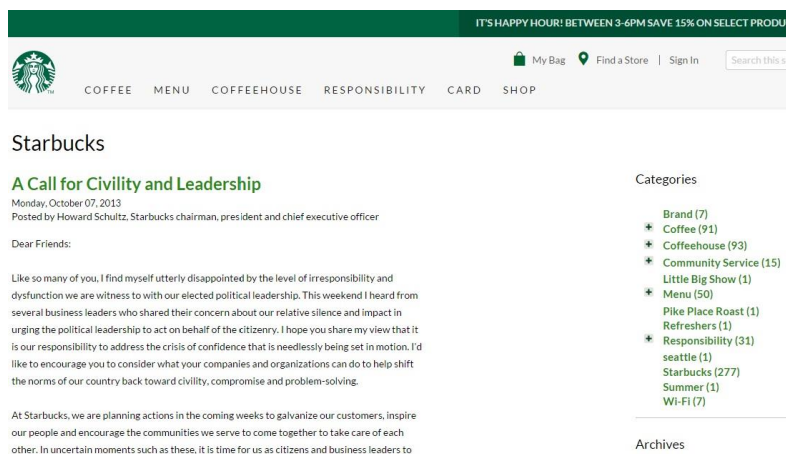 IT'S HAPPY HOUR! BETWEEN 3-6PM SAVE 15% ON SELECT PRODU
My Bag Find a Store | Sign In Search this s
COFFEE MENU COFFEEHOUSE RESPONSIBILITY CARD SHOP
Starbucks
A Call for Civility and Leadership
Monday, October 07, 2013
Posted by Howard Schultz, Starbucks chairman, president and chief executive officer
Dear Friends:
Like so many of you, I find myself utterly disappointed by the level of irresponsibility and
dysfunction we are witness to with our elected political leadership. This weekend I heard from
several business leaders who shared their concern about our relative silence and impact in
urging the political leadership to act on behalf of the citizenry. I hope you share my view that it
is our responsibility to address the crisis of confidence that is needlessly being set in motion. I'd
like to encourage you to consider what your companies and organizations can do to help shift
the norms of our country back toward civility, compromise and problem-solving.
At Starbucks, we are planning actions in the coming weeks to galvanize our customers, inspire
our people and encourage the communities we serve to come together to take care of each
other. In uncertain moments such as these, it is time for us as citizens and business leaders to
Categories
Brand (7)
Coffee (91)
Coffeehouse (93)
Community Service (15)
Little Big Show (1)
Menu (50)
Pike Place Roast (1)
Refreshers (1)
Responsibility (31)
seattle (1)
Starbucks (277)
Summer (1)
Wi-Fi (7)
Archives